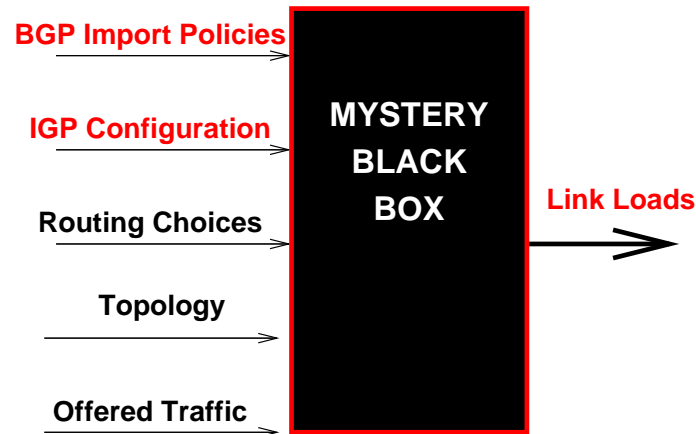 BGP Import Policies
IGP Configuration
Routing Choices
Topology
Offered Traffic
MYSTERY
BLACK
BOX
Link Loads